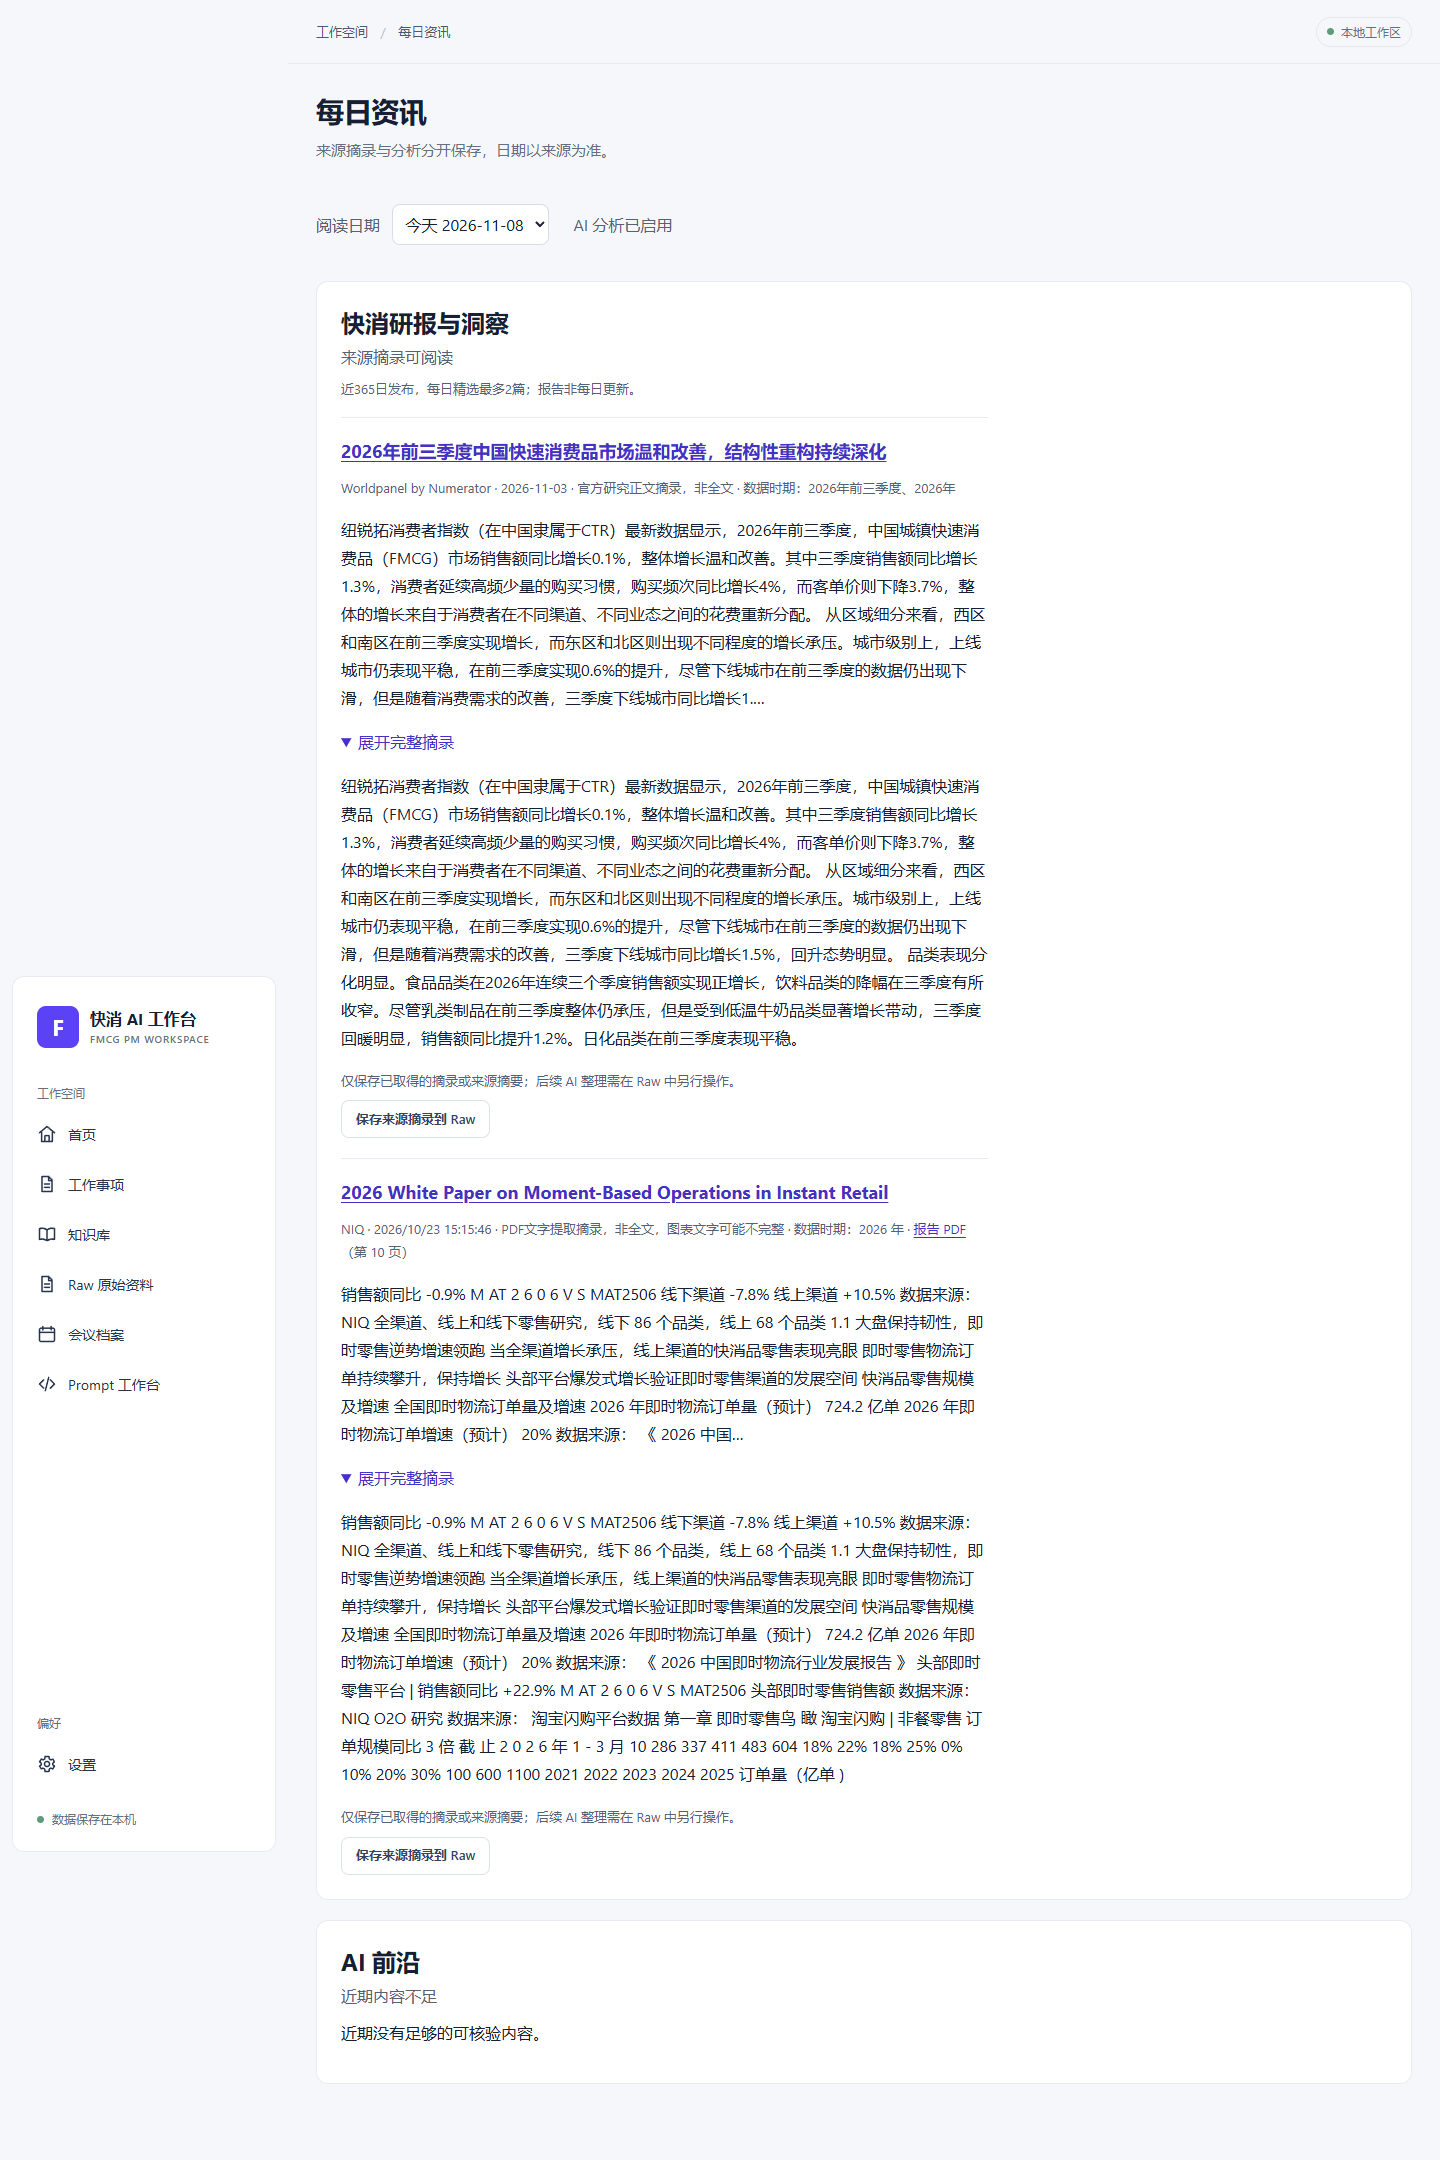 工作空间 / 每日资讯
本地工作区
每日资讯
来源摘录与分析分开保存，日期以来源为准。
阅读日期 今天 2026-11-08 AI 分析已启用
快消研报与洞察
来源摘录可阅读
近365日发布，每日精选最多2篇；报告非每日更新。
2026年前三季度中国快速消费品市场温和改善，结构性重构持续深化
Worldpanel by Numerator · 2026-11-03 · 官方研究正文摘录，非全文 · 数据时期：2026年前三季度、2026年
纽锐拓消费者指数（在中国隶属于CTR）最新数据显示，2026年前三季度，中国城镇快速消
费品（FMCG）市场销售额同比增长0.1%，整体增长温和改善。其中三季度销售额同比增长
1.3%，消费者延续高频少量的购买习惯，购买频次同比增长4%，而客单价则下降3.7%，整
体的增长来自于消费者在不同渠道、不同业态之间的花费重新分配。 从区域细分来看，西区
和南区在前三季度实现增长，而东区和北区则出现不同程度的增长承压。城市级别上，上线
城市仍表现平稳，在前三季度实现0.6%的提升，尽管下线城市在前三季度的数据仍出现下
滑，但是随着消费需求的改善，三季度下线城市同比增长1....
▼ 展开完整摘录
纽锐拓消费者指数（在中国隶属于CTR）最新数据显示，2026年前三季度，中国城镇快速消
费品（FMCG）市场销售额同比增长0.1%，整体增长温和改善。其中三季度销售额同比增长
1.3%，消费者延续高频少量的购买习惯，购买频次同比增长4%，而客单价则下降3.7%，整
体的增长来自于消费者在不同渠道、不同业态之间的花费重新分配。 从区域细分来看，西区
和南区在前三季度实现增长，而东区和北区则出现不同程度的增长承压。城市级别上，上线
城市仍表现平稳，在前三季度实现0.6%的提升，尽管下线城市在前三季度的数据仍出现下
滑，但是随着消费需求的改善，三季度下线城市同比增长1.5%，回升态势明显。 品类表现分
化明显。食品品类在2026年连续三个季度销售额实现正增长，饮料品类的降幅在三季度有所
收窄。尽管乳类制品在前三季度整体仍承压，但是受到低温牛奶品类显著增长带动，三季度
回暖明显，销售额同比提升1.2%。日化品类在前三季度表现平稳。
仅保存已取得的摘录或来源摘要；后续 AI 整理需在 Raw 中另行操作。
保存来源摘录到 Raw
2026 White Paper on Moment-Based Operations in Instant Retail
NIQ · 2026/10/23 15:15:46 · PDF文字提取摘录，非全文，图表文字可能不完整 · 数据时期：2026 年 · 报告 PDF
（第 10 页）
销售额同比 -0.9% M AT 2 6 0 6 V S MAT2506 线下渠道 -7.8% 线上渠道 +10.5% 数据来源：
NIQ 全渠道、线上和线下零售研究，线下 86 个品类，线上 68 个品类 1.1 大盘保持韧性，即
时零售逆势增速领跑 当全渠道增长承压，线上渠道的快消品零售表现亮眼 即时零售物流订
单持续攀升，保持增长 头部平台爆发式增长验证即时零售渠道的发展空间 快消品零售规模
及增速 全国即时物流订单量及增速 2026 年即时物流订单量（预计） 724.2 亿单 2026 年即
时物流订单增速（预计） 20% 数据来源： 《 2026 中国...
▼ 展开完整摘录
销售额同比 -0.9% M AT 2 6 0 6 V S MAT2506 线下渠道 -7.8% 线上渠道 +10.5% 数据来源：
NIQ 全渠道、线上和线下零售研究，线下 86 个品类，线上 68 个品类 1.1 大盘保持韧性，即
时零售逆势增速领跑 当全渠道增长承压，线上渠道的快消品零售表现亮眼 即时零售物流订
单持续攀升，保持增长 头部平台爆发式增长验证即时零售渠道的发展空间 快消品零售规模
及增速 全国即时物流订单量及增速 2026 年即时物流订单量（预计） 724.2 亿单 2026 年即
时物流订单增速（预计） 20% 数据来源： 《 2026 中国即时物流行业发展报告 》 头部即时
零售平台 | 销售额同比 +22.9% M AT 2 6 0 6 V S MAT2506 头部即时零售销售额 数据来源：
NIQ O2O 研究 数据来源： 淘宝闪购平台数据 第一章 即时零售鸟 瞰 淘宝闪购 | 非餐零售 订
单规模同比 3 倍 截 止 2 0 2 6 年 1 - 3 月 10 286 337 411 483 604 18% 22% 18% 25% 0%
10% 20% 30% 100 600 1100 2021 2022 2023 2024 2025 订单量（亿单 )
仅保存已取得的摘录或来源摘要；后续 AI 整理需在 Raw 中另行操作。
保存来源摘录到 Raw
AI 前沿
近期内容不足
近期没有足够的可核验内容。
F
快消 AI 工作台
FMCG PM WORKSPACE
工作空间
首页
工作事项
知识库
Raw 原始资料
会议档案
Prompt 工作台
偏好
设置
数据保存在本机